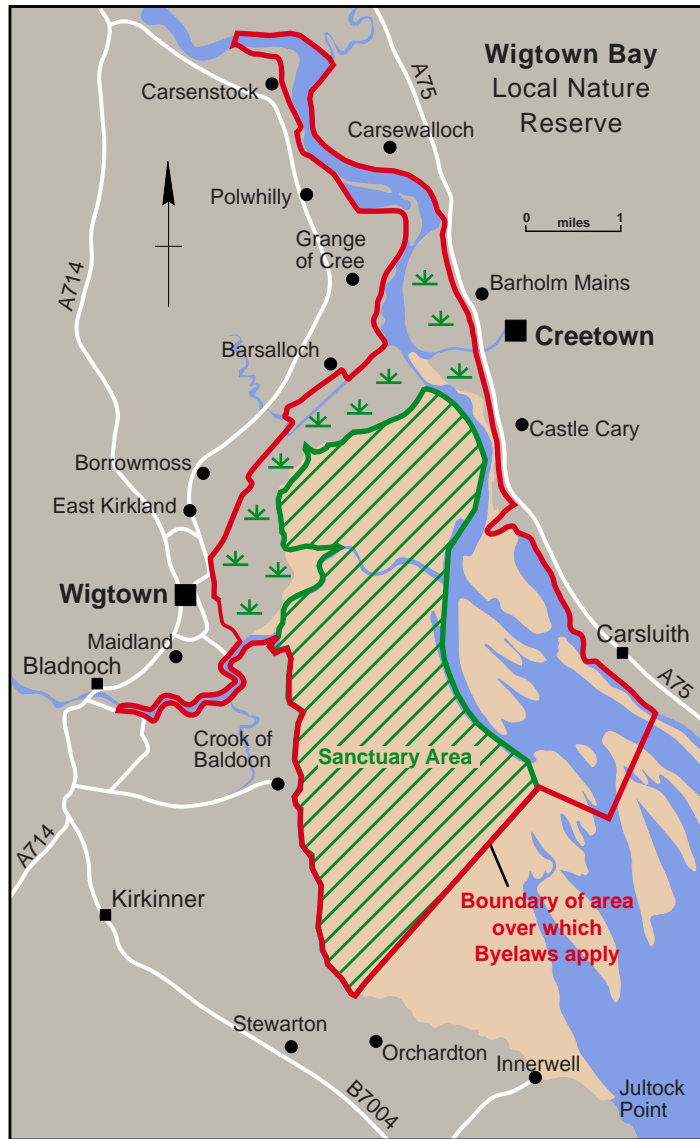 Wigtown Bay
Local Nature
Reserve
A75
Carsenstock
Carsewalloch
Polwhilly
0 miles 1
Grange
of Cree
A714
Barholm Mains
Creetown
Barsalloch
Castle Cary
Borrowmoss
East Kirkland
Wigtown
Maidland
Bladnoch
Carsluith
A75
Crook of
Baldoon
Sanctuary Area
A714
Kirkinner
Boundary of area
over which
Byelaws apply
Stewarton
Orchardton
Innerwell
B7004
Jultock
Point